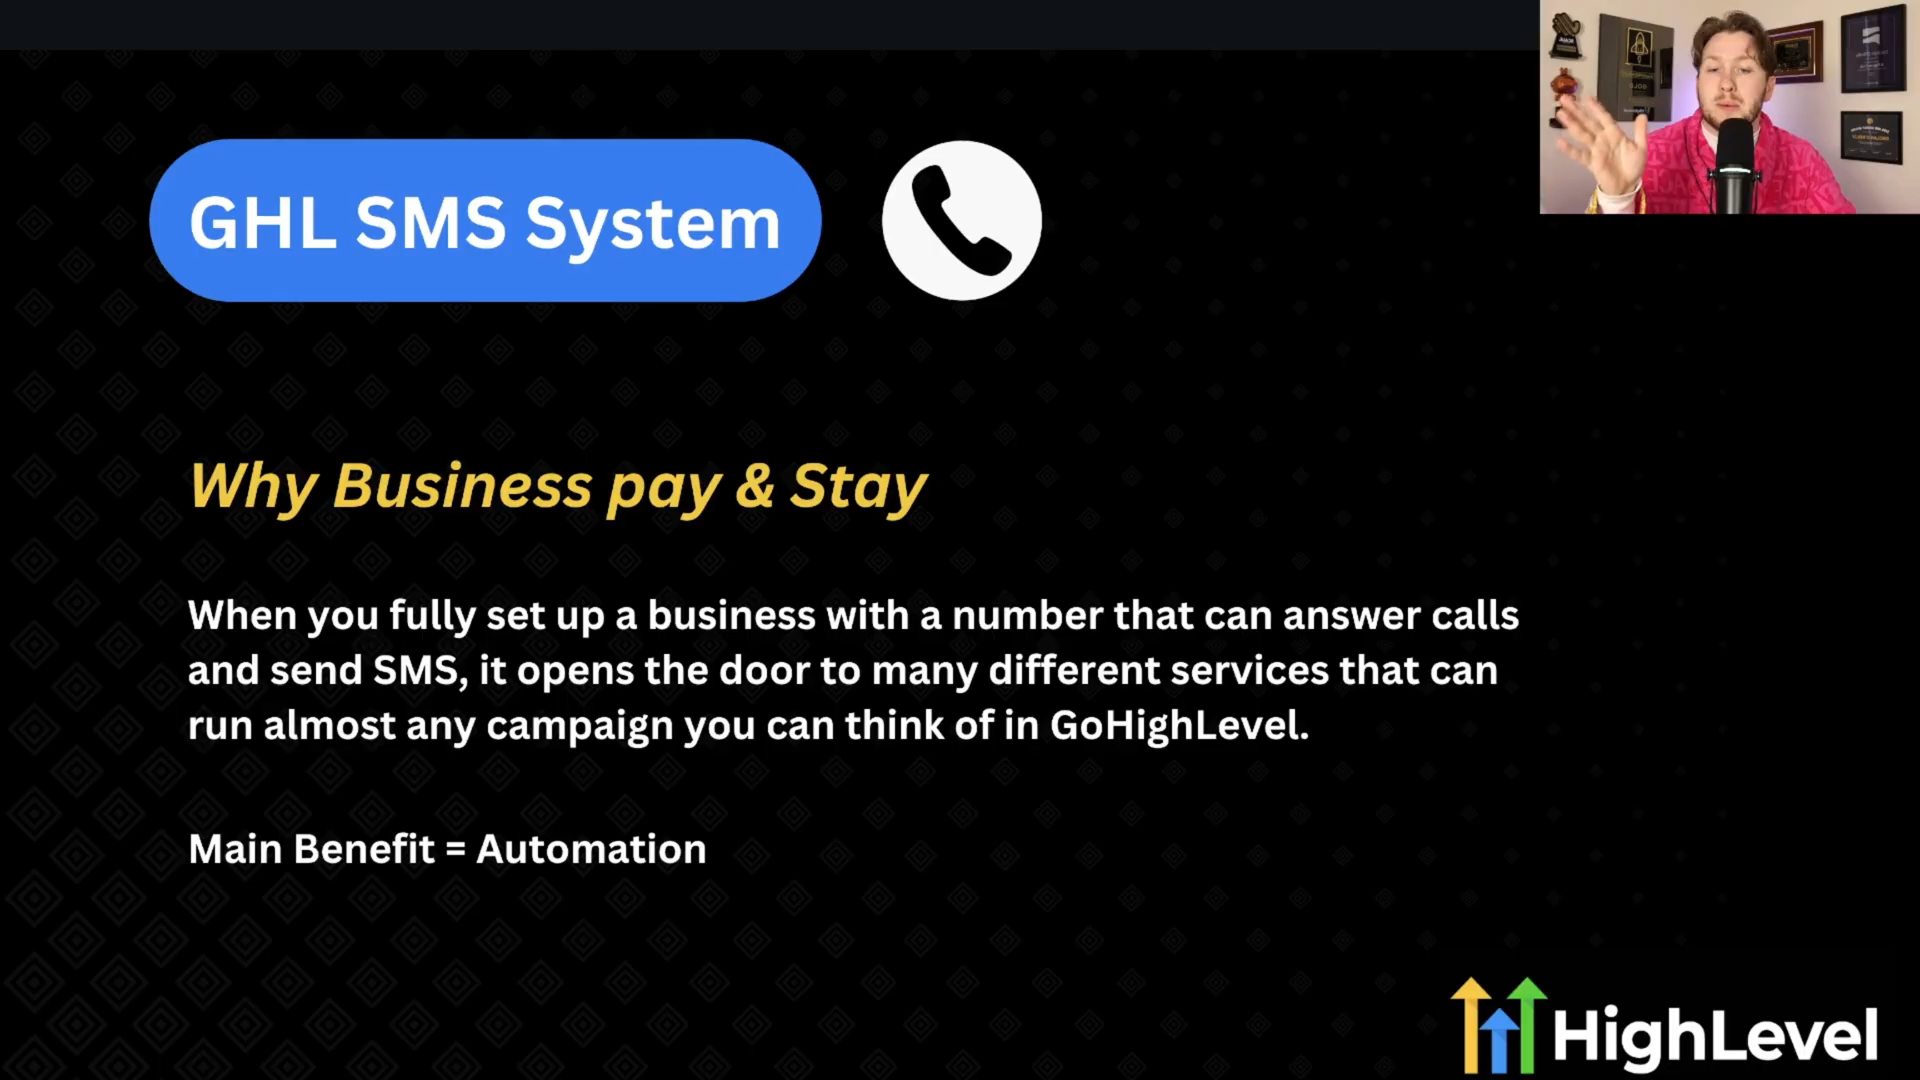 GHL SMS System
Why Business pay & Stay
When you fully set up a business with a number that can answer calls
and send SMS, it opens the door to many different services that can
run almost any campaign you can think of in GoHighLevel.
Main Benefit = Automation
HighLevel